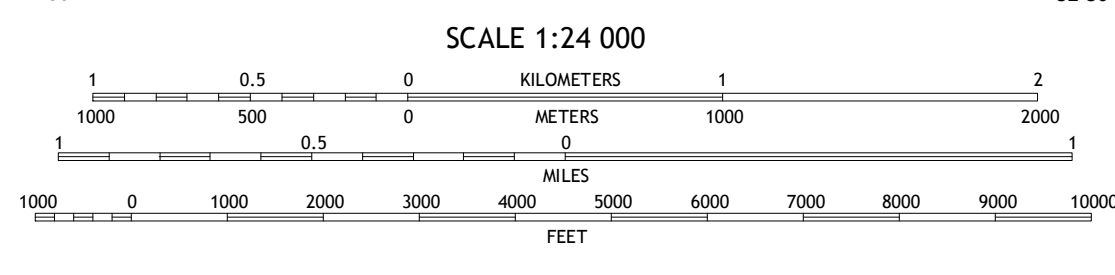 SCALE 1:24 000
1 0.5 0 KILOMETERS 1 2
1000 500 0 METERS 1000 2000
1 0.5 0 1
MILES
1000 0 1000 2000 3000 4000 5000 6000 7000 8000 9000 10000
FEET